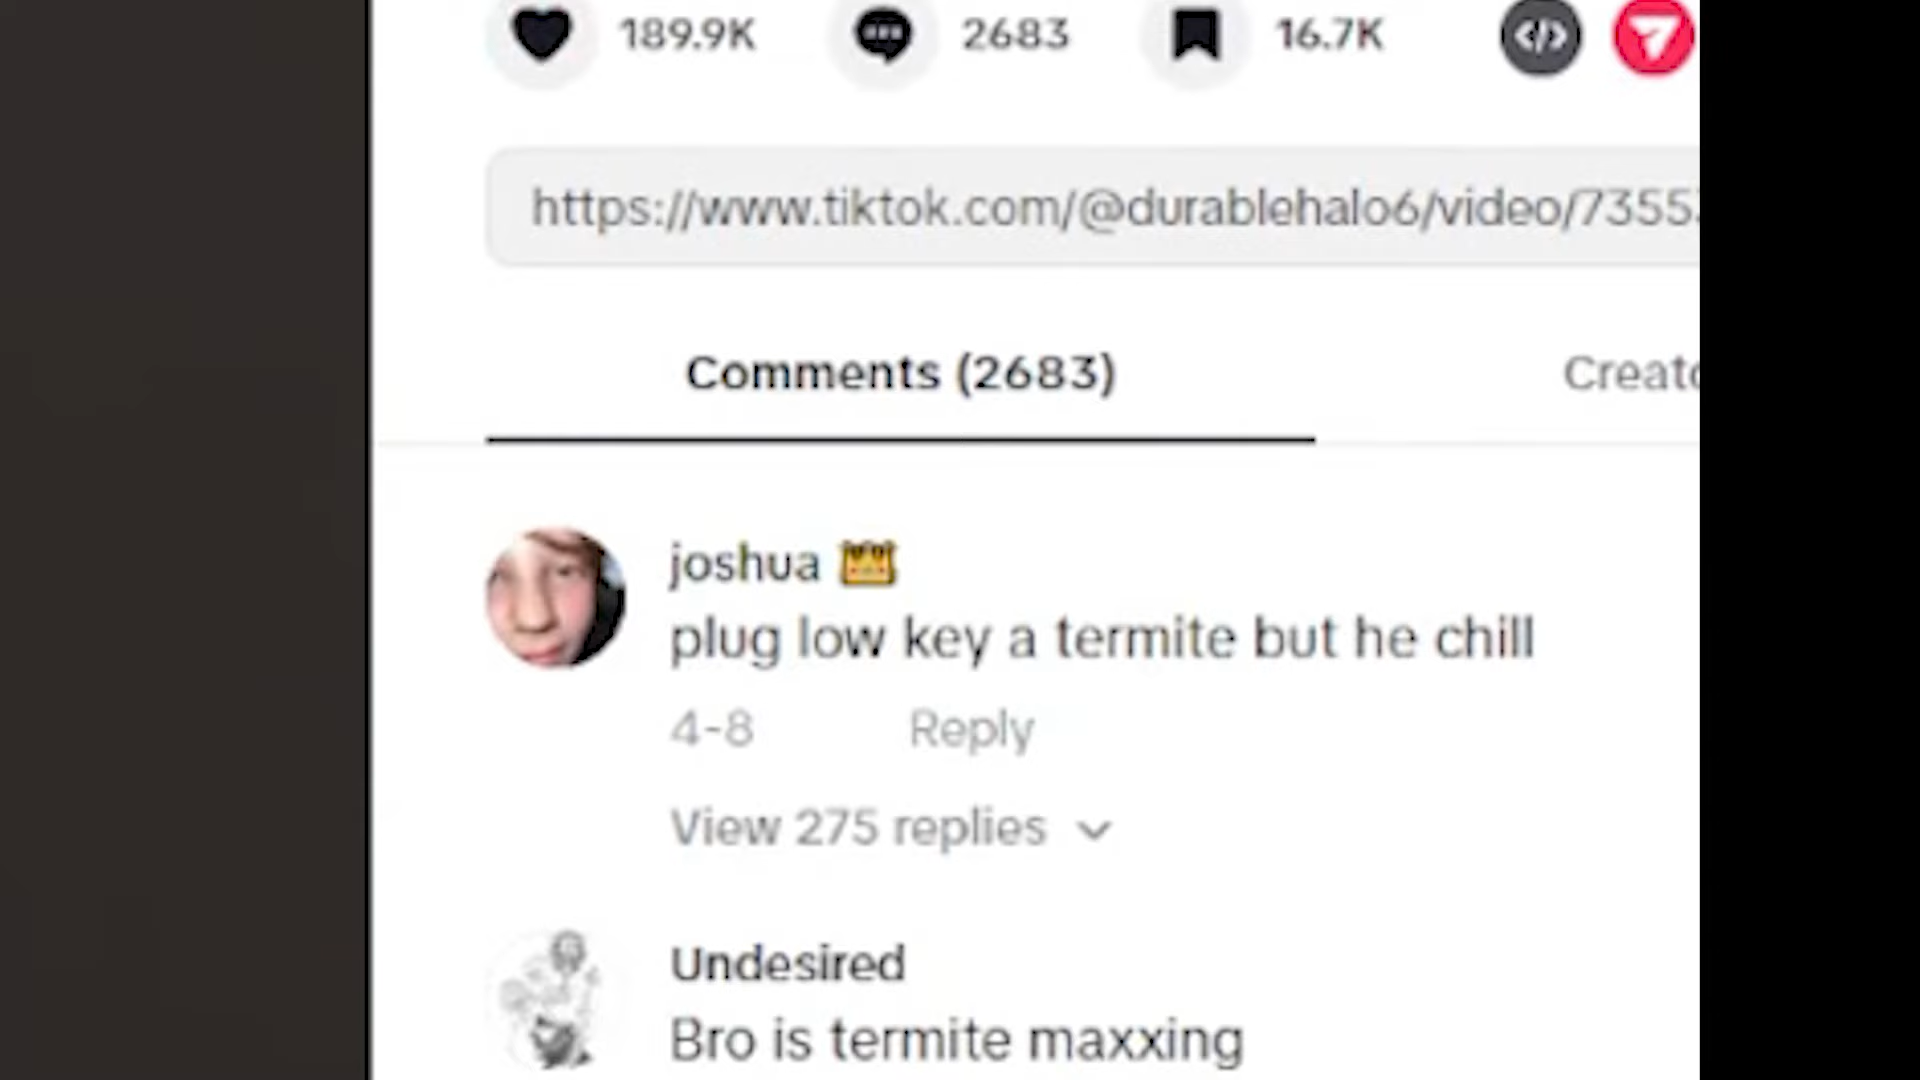 189.9K 2683 16.7K
https://www.tiktok.com/@durablehalo6/video/7355
Comments (2683) Creato
joshua
plug low key a termite but he chill
4-8 Reply
View 275 replies
Undesired
Bro is termite maxxing